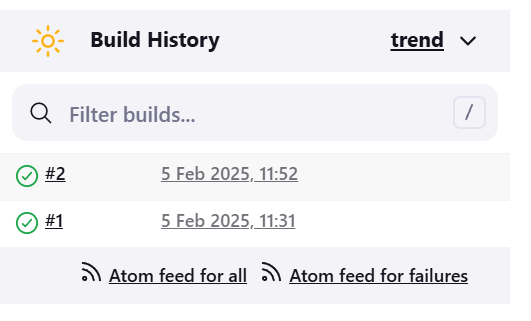 Build History trend
Filter builds... /
#2 5 Feb 2025, 11:52
#1 5 Feb 2025, 11:31
Atom feed for all Atom feed for failures